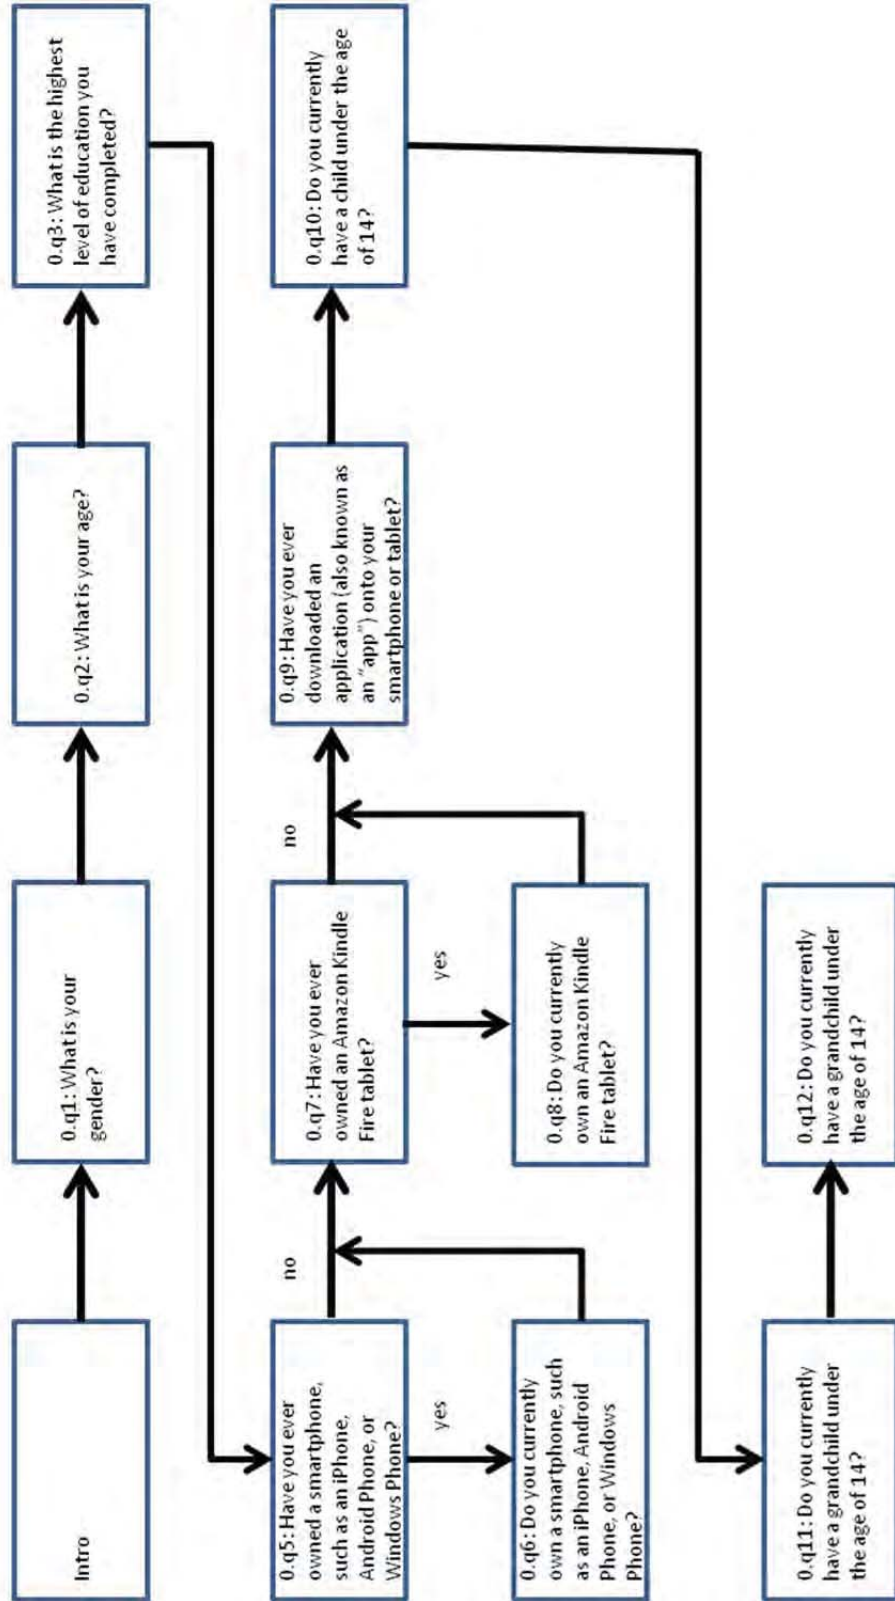 Intro
0.q1: What is your
gender?
0.q2: What is your age?
0.q3: What is the highest
level of education you
have completed?
0.q5: Have you ever
owned a smartphone,
such as an iPhone,
Android Phone, or
Windows Phone?
no
yes
0.q6: Do you currently
own a smartphone, such
as an iPhone, Android
Phone, or Windows
Phone?
0.q7: Have you ever
owned an Amazon Kindle
Fire tablet?
no
yes
0.q8: Do you currently
own an Amazon Kindle
Fire tablet?
0.q9: Have you ever
downloaded an
application (also known as
an “app”) onto your
smartphone or tablet?
0.q10: Do you currently
have a child under the age
of 14?
0.q11: Do you currently
have a grandchild under
the age of 14?
0.q12: Do you currently
have a grandchild under
the age of 14?